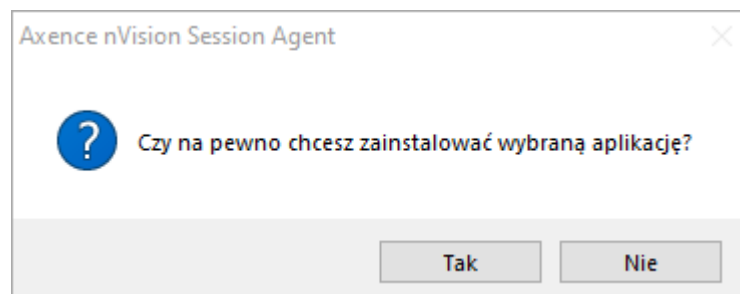 Axence nVision Session Agent
?
Czy na pewno chcesz zainstalować wybraną aplikację?
Tak
Nie